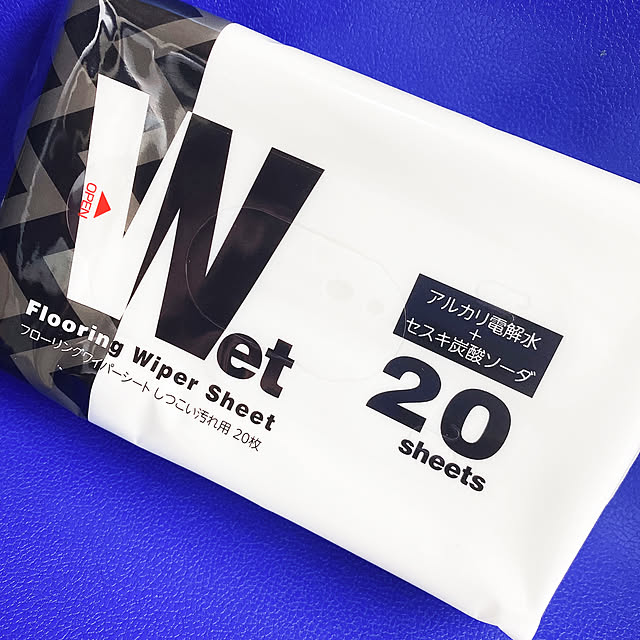 OPEN
Wet
Flooring Wiper Sheet
フローリングワイパーシート しつこい汚れ用 20枚
アルカリ電解水
+
セスキ炭酸ソーダ
20
sheets